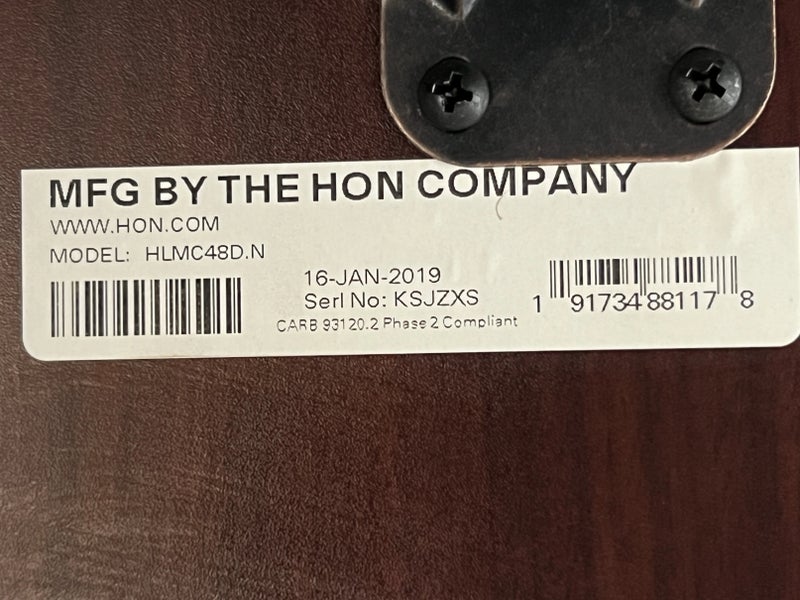 MFG BY THE HON COMPANY
WWW.HON.COM
MODEL: HLMC48D.N
16-JAN-2019
Serl No: KSJZXS
CARB 93120.2 Phase 2 Compliant
1 91734 88117 8